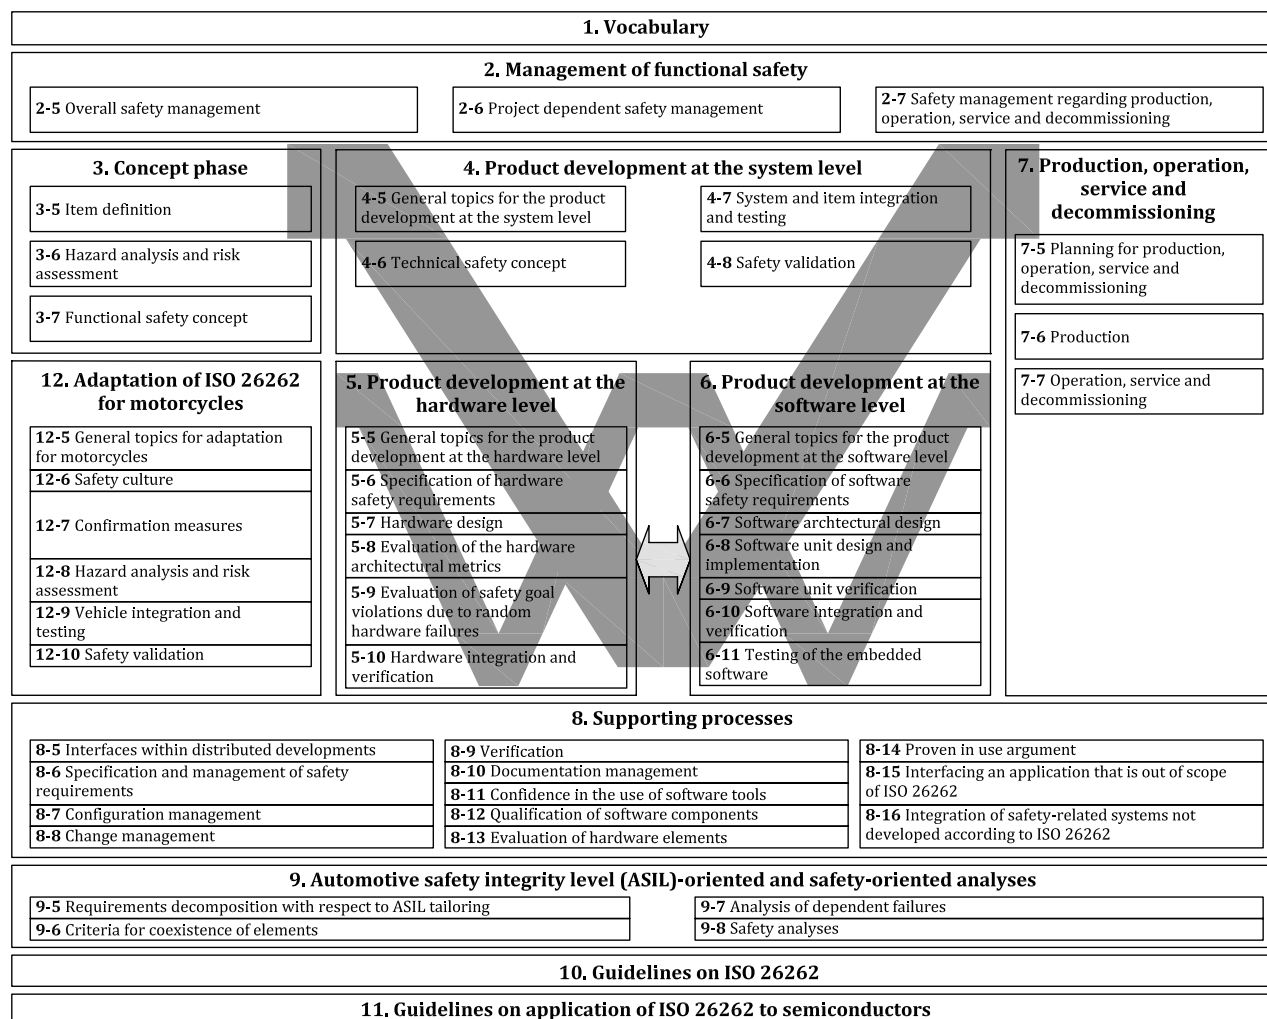 1. Vocabulary
2. Management of functional safety
2-5 Overall safety management
2-6 Project dependent safety management
2-7 Safety management regarding production,
operation, service and decommissioning
3. Concept phase
3-5 Item definition
3-6 Hazard analysis and risk
assessment
3-7 Functional safety concept
4. Product development at the system level
4-5 General topics for the product
development at the system level
4-6 Technical safety concept
4-7 System and item integration
and testing
4-8 Safety validation
7. Production, operation,
service and
decommissioning
7-5 Planning for production,
operation, service and
decommissioning
7-6 Production
7-7 Operation, service and
decommissioning
12. Adaptation of ISO 26262
for motorcycles
12-5 General topics for adaptation
for motorcycles
12-6 Safety culture
12-7 Confirmation measures
12-8 Hazard analysis and risk
assessment
12-9 Vehicle integration and
testing
12-10 Safety validation
5. Product development at the
hardware level
5-5 General topics for the product
development at the hardware level
5-6 Specification of hardware
safety requirements
5-7 Hardware design
5-8 Evaluation of the hardware
architectural metrics
5-9 Evaluation of safety goal
violations due to random
hardware failures
5-10 Hardware integration and
verification
6. Product development at the
software level
6-5 General topics for the product
development at the software level
6-6 Specification of software
safety requirements
6-7 Software archtectural design
6-8 Software unit design and
implementation
6-9 Software unit verification
6-10 Software integration and
verification
6-11 Testing of the embedded
software
8. Supporting processes
8-5 Interfaces within distributed developments
8-6 Specification and management of safety
requirements
8-7 Configuration management
8-8 Change management
8-9 Verification
8-10 Documentation management
8-11 Confidence in the use of software tools
8-12 Qualification of software components
8-13 Evaluation of hardware elements
8-14 Proven in use argument
8-15 Interfacing an application that is out of scope
of ISO 26262
8-16 Integration of safety-related systems not
developed according to ISO 26262
9. Automotive safety integrity level (ASIL)-oriented and safety-oriented analyses
9-5 Requirements decomposition with respect to ASIL tailoring
9-6 Criteria for coexistence of elements
9-7 Analysis of dependent failures
9-8 Safety analyses
10. Guidelines on ISO 26262
11. Guidelines on application of ISO 26262 to semiconductors